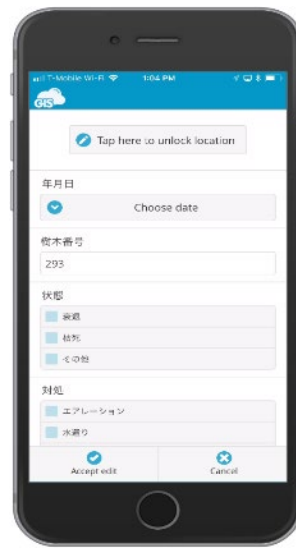 T-Mobile Wi-Fi 1:04 PM
GIS
Tap here to unlock location
年月日
Choose date
樹木番号
293
状態
衰退
枯死
その他
対処
エアレーション
水遣り
Accept edit Cancel